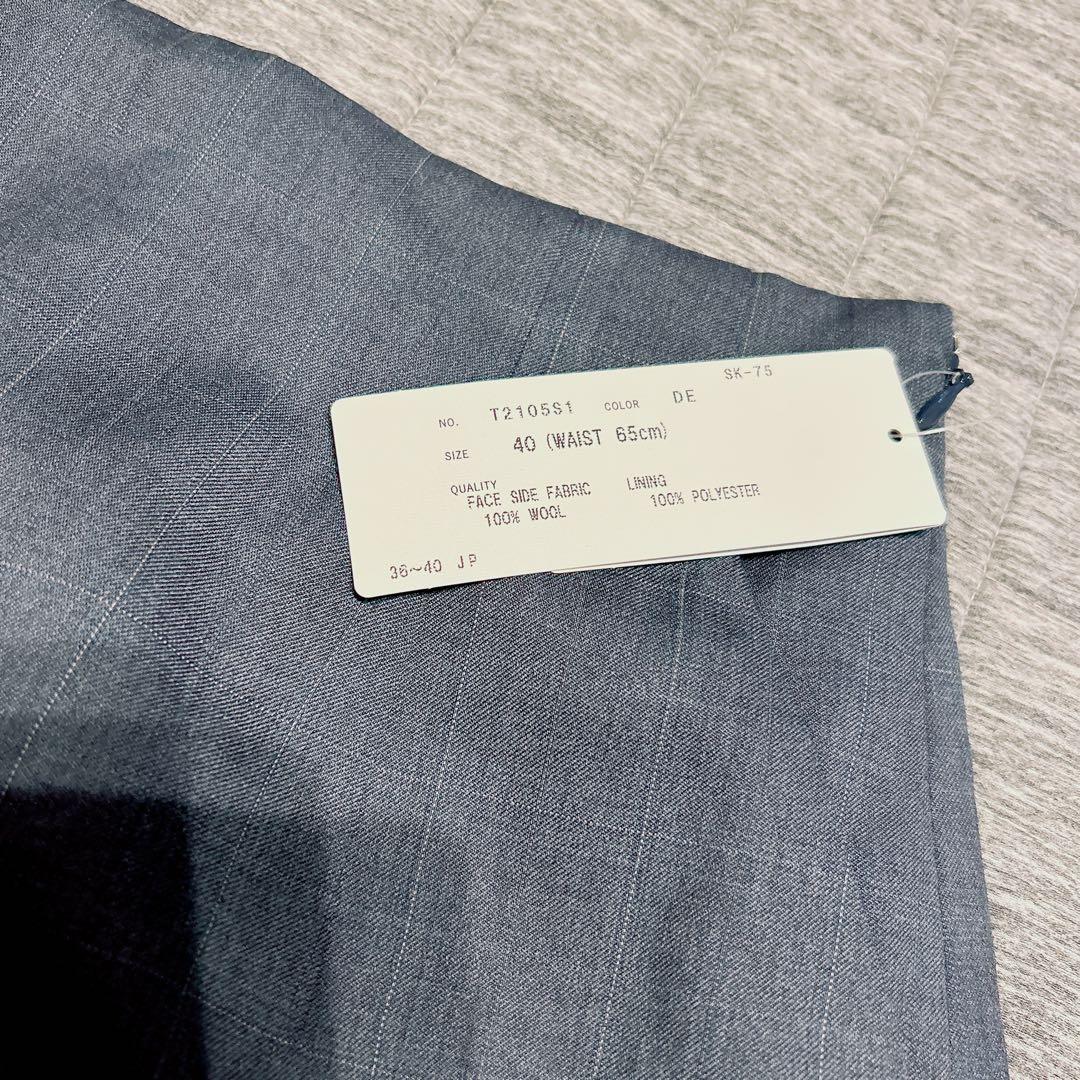 SK-75
NO. T2105S1 COLOR DE
SIZE 40 (WAIST 65cm)
QUALITY
FACE SIDE FABRIC LINING
100% WOOL 100% POLYESTER
36~40 JP